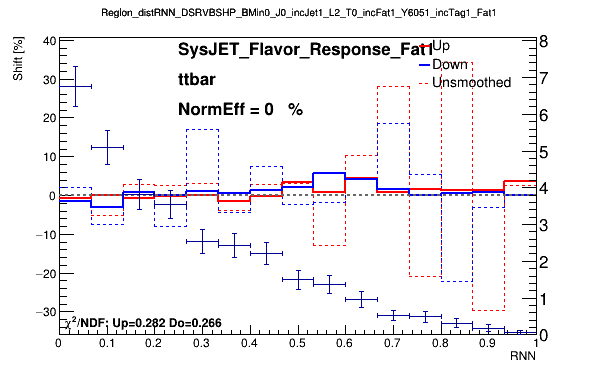 Region_distRNN_DSRVBSHP_BMin0_J0_incJet1_L2_T0_incFat1_Y6051_incTag1_Fat1
Shift [%]
SysJET_Flavor_Response_Fat1
ttbar
NormEff = 0 %
Up
Down
Unsmoothed
40
30
20
10
0
−10
−20
−30
8
7
6
5
4
3
2
1
0
χ²/NDF: Up=0.282 Do=0.266
0 0.1 0.2 0.3 0.4 0.5 0.6 0.7 0.8 0.9 1
RNN